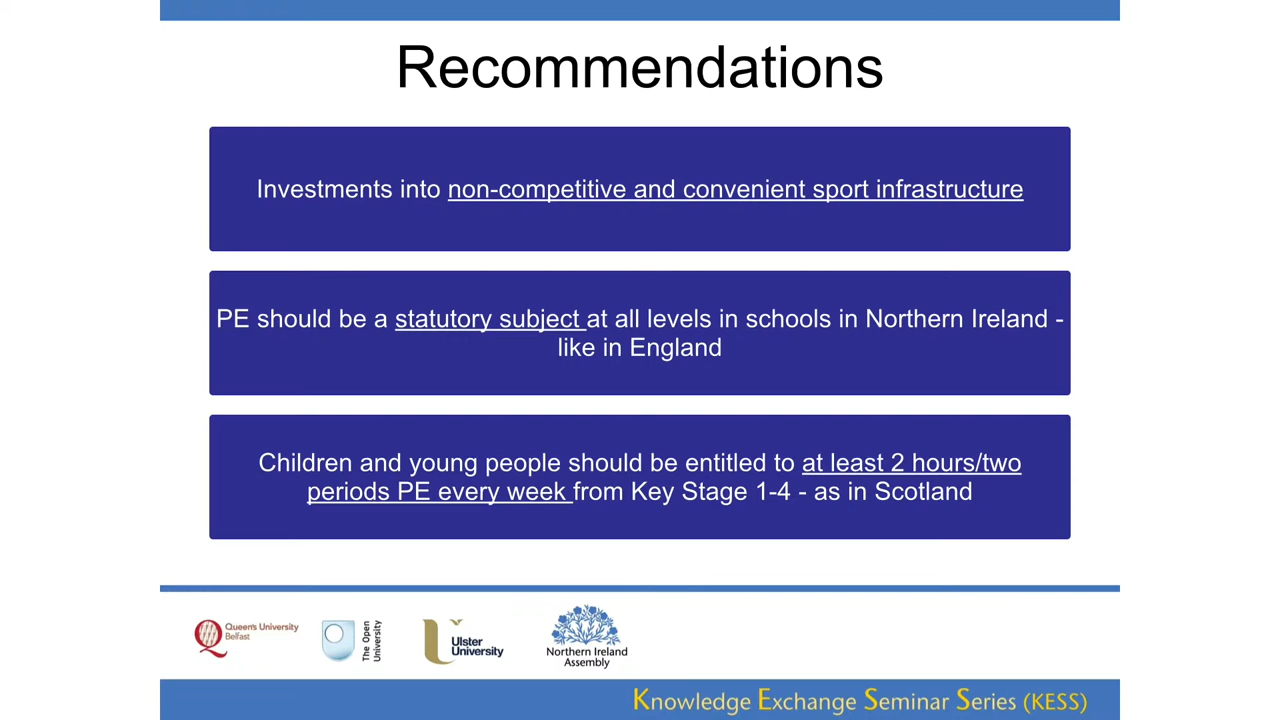 Recommendations
Investments into non-competitive and convenient sport infrastructure
PE should be a statutory subject at all levels in schools in Northern Ireland -
like in England
Children and young people should be entitled to at least 2 hours/two
periods PE every week from Key Stage 1-4 - as in Scotland
Queen's University
Belfast
The Open
University
Ulster
University
Northern Ireland
Assembly
Knowledge Exchange Seminar Series (KESS)